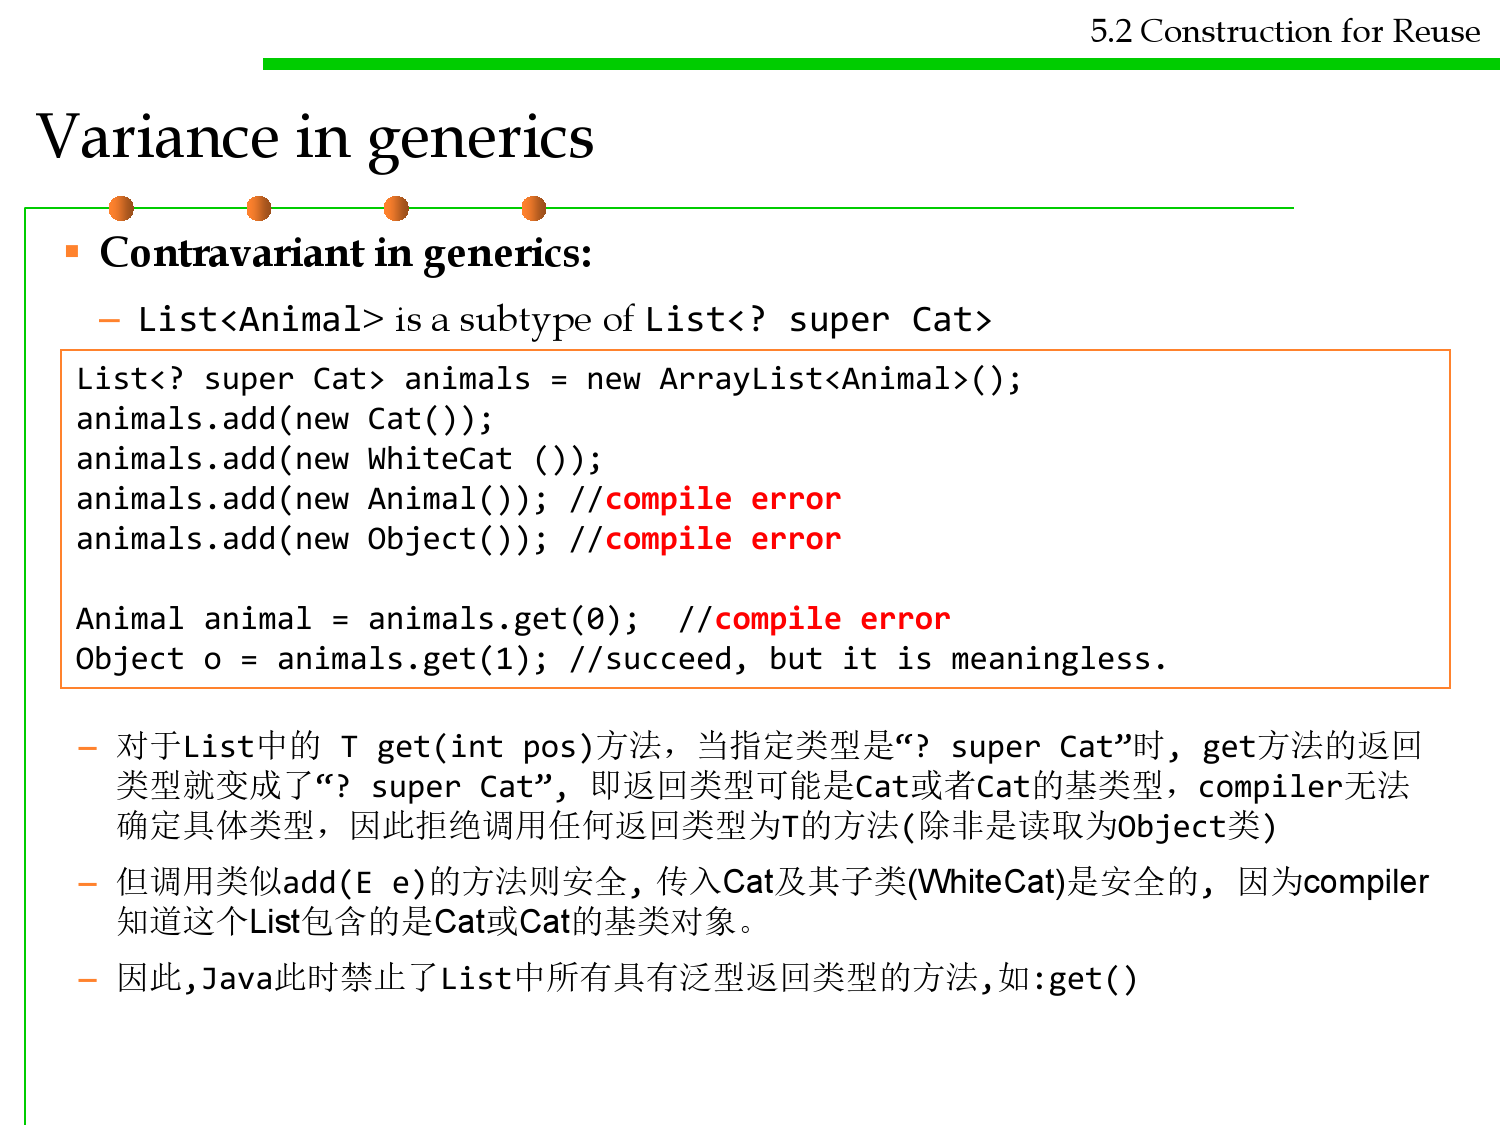 5.2 Construction for Reuse
Variance in generics
Contravariant in generics:
– List<Animal> is a subtype of List<? super Cat>
List<? super Cat> animals = new ArrayList<Animal>();
animals.add(new Cat());
animals.add(new WhiteCat ());
animals.add(new Animal()); //compile error
animals.add(new Object()); //compile error
Animal animal = animals.get(0);  //compile error
Object o = animals.get(1); //succeed, but it is meaningless.
– 对于List中的 T get(int pos)方法，当指定类型是“? super Cat”时, get方法的返回
类型就变成了“? super Cat”, 即返回类型可能是Cat或者Cat的基类型，compiler无法
确定具体类型，因此拒绝调用任何返回类型为T的方法(除非是读取为Object类)
– 但调用类似add(E e)的方法则安全, 传入Cat及其子类(WhiteCat)是安全的, 因为compiler
知道这个List包含的是Cat或Cat的基类对象。
– 因此,Java此时禁止了List中所有具有泛型返回类型的方法,如:get()